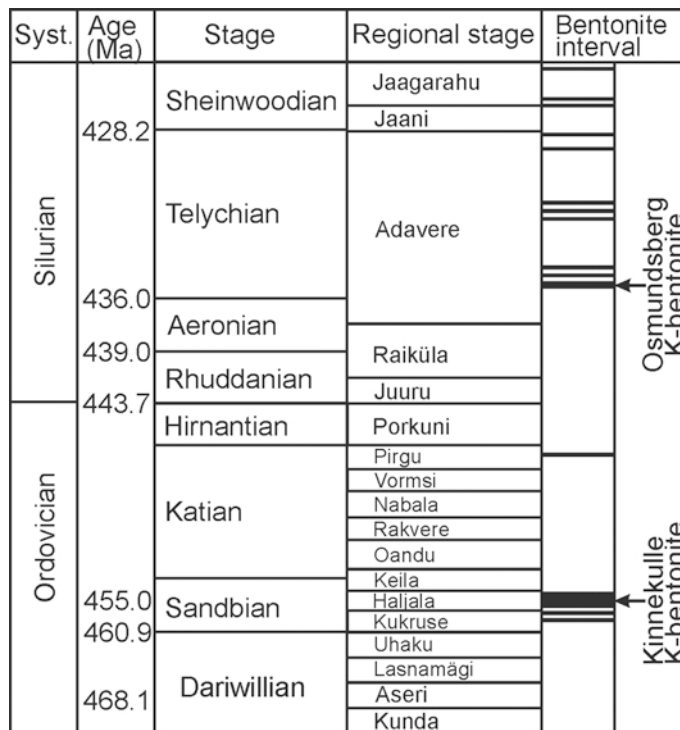 Syst.
Age
(Ma)
Stage
Regional stage
Bentonite
interval
Silurian
Ordovician
428.2
436.0
439.0
443.7
455.0
460.9
468.1
Sheinwoodian
Telychian
Aeronian
Rhuddanian
Hirnantian
Katian
Sandbian
Dariwillian
Jaagarahu
Jaani
Adavere
Raiküla
Juuru
Porkuni
Pirgu
Vormsi
Nabala
Rakvere
Oandu
Keila
Haljala
Kukruse
Uhaku
Lasnamägi
Aseri
Kunda
Osmundsberg
K-bentonite
Kinnekulle
K-bentonite